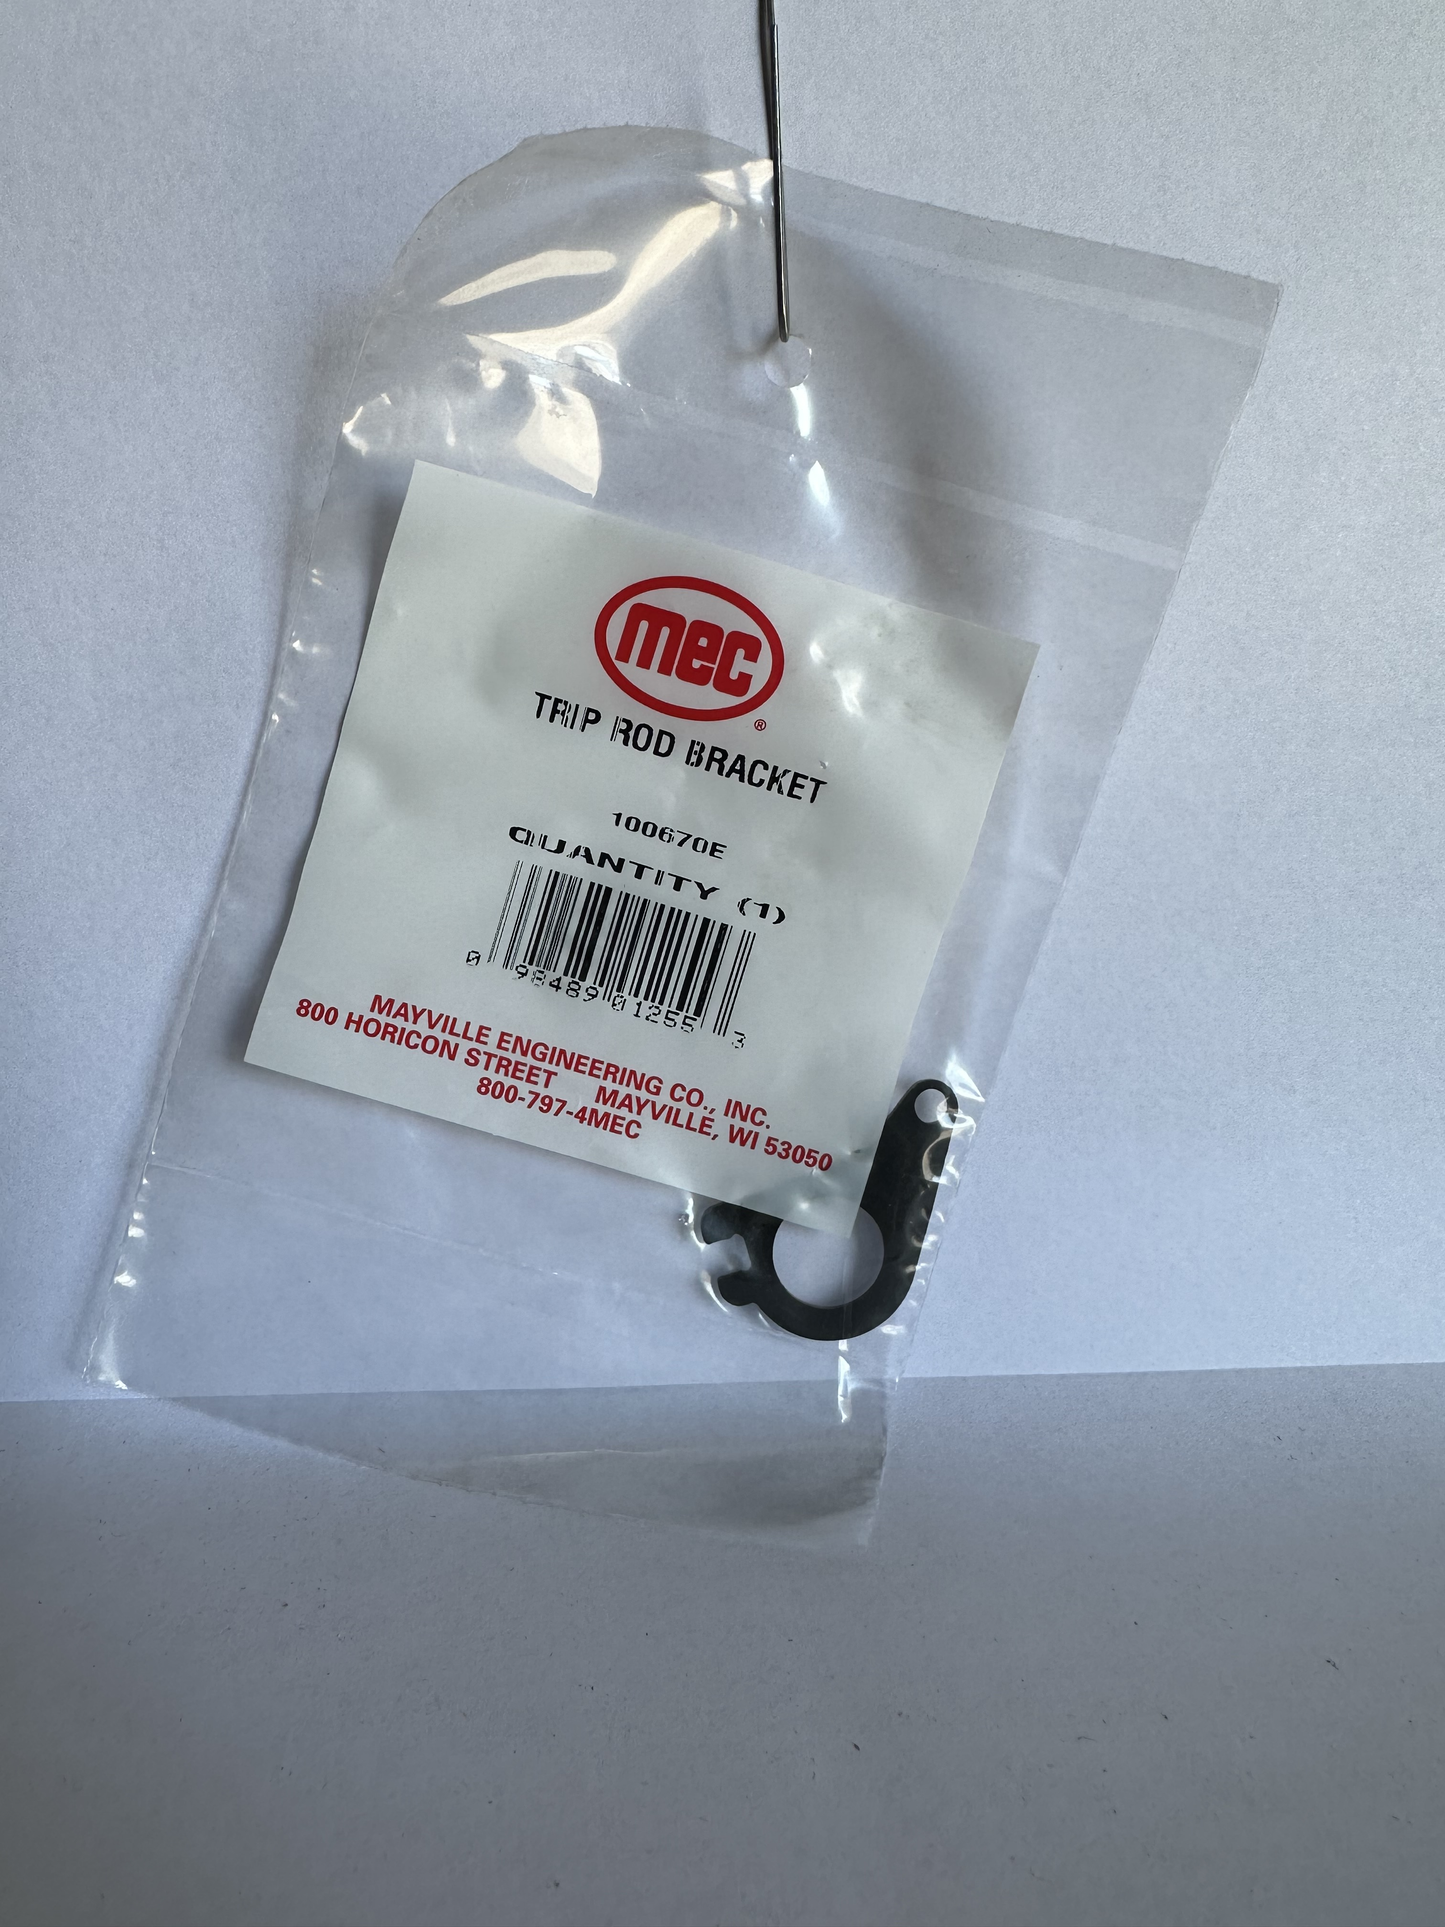 mec®
TRIP ROD BRACKET
100670E
QUANTITY (1)
0 98489 01255 3
MAYVILLE ENGINEERING CO., INC.
800 HORICON STREET MAYVILLE, WI 53050
800-797-4MEC